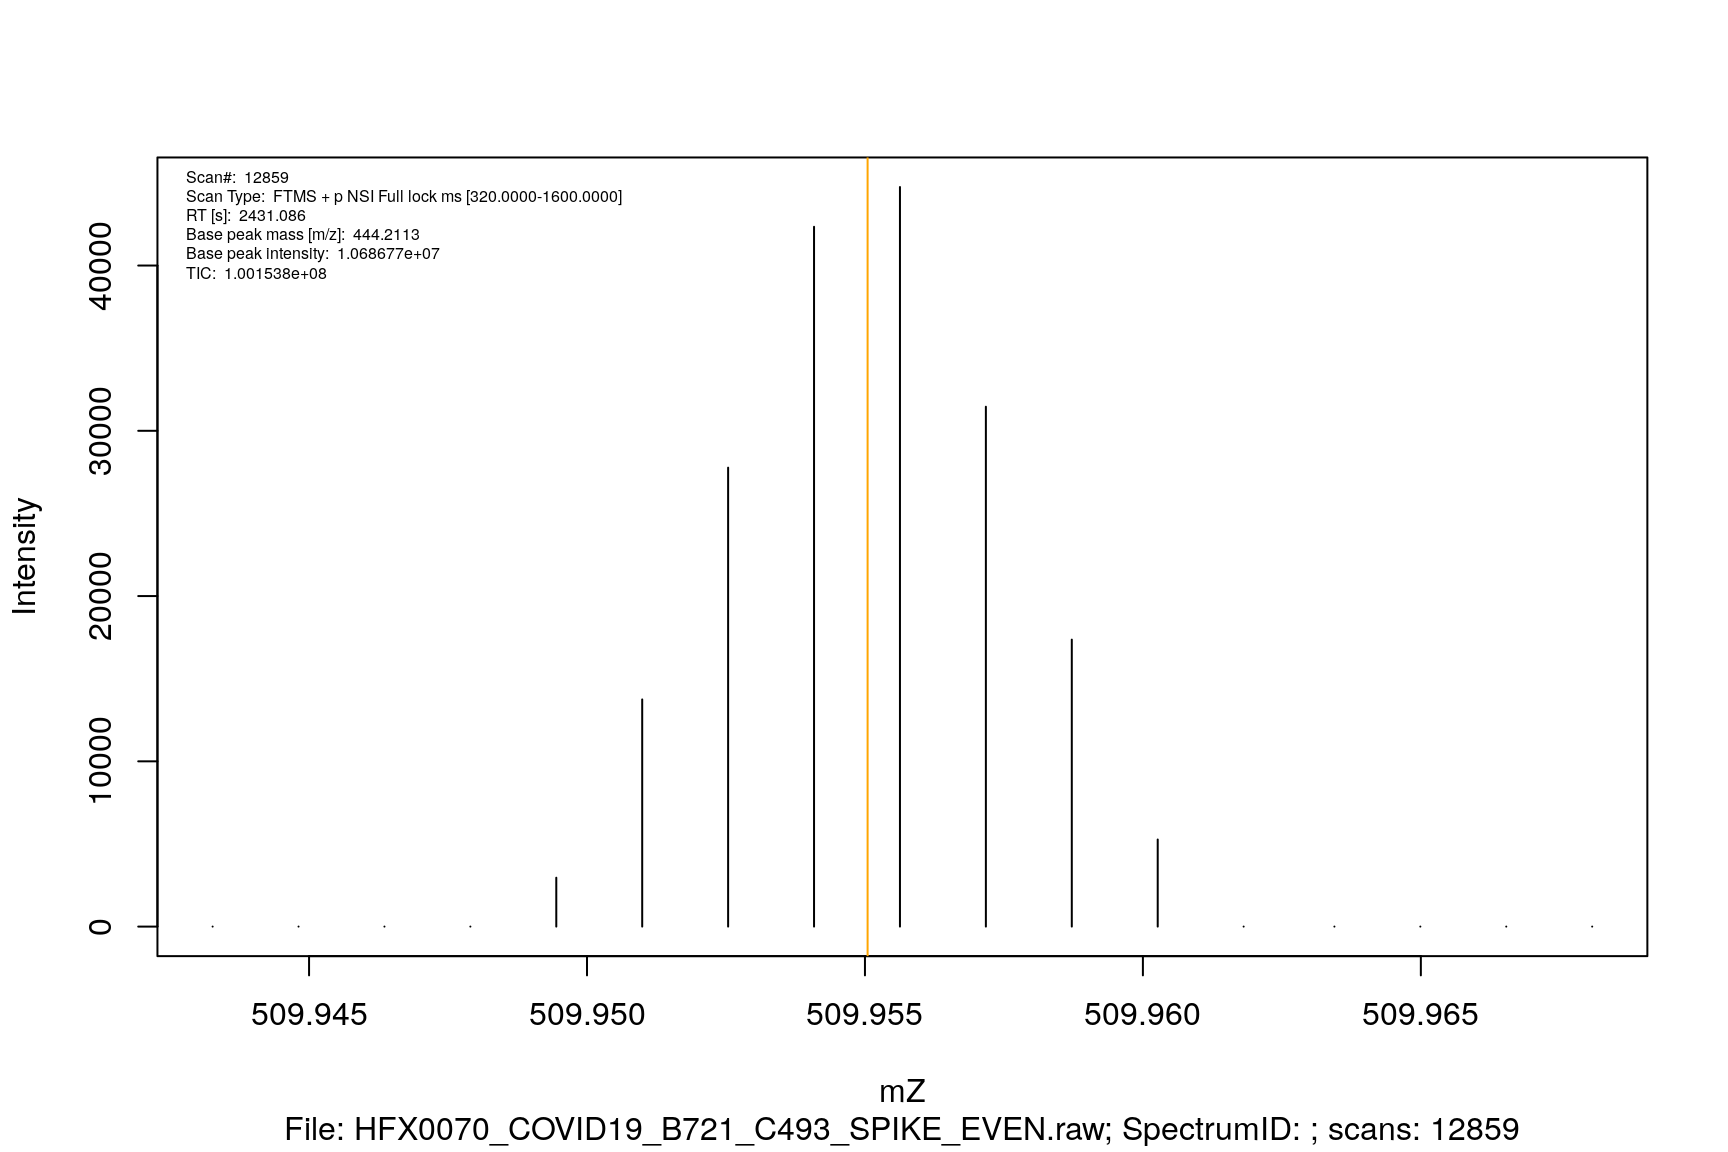 Scan#: 12859
Scan Type: FTMS + p NSI Full lock ms [320.0000-1600.0000]
RT [s]: 2431.086
Base peak mass [m/z]: 444.2113
Base peak intensity: 1.068677e+07
TIC: 1.001538e+08
Intensity
40000
30000
20000
10000
0
509.945 509.950 509.955 509.960 509.965
mZ
File: HFX0070_COVID19_B721_C493_SPIKE_EVEN.raw; SpectrumID: ; scans: 12859